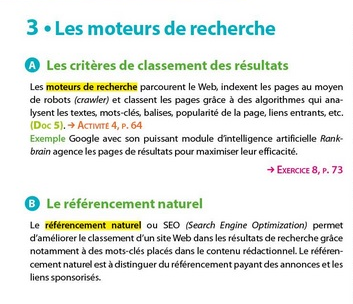 3 • Les moteurs de recherche
A Les critères de classement des résultats
Les moteurs de recherche parcourent le Web, indexent les pages au moyen
de robots (crawler) et classent les pages grâce à des algorithmes qui ana-
lysent les textes, mots-clés, balises, popularité de la page, liens entrants, etc.
(Doc 5). → Activité 4, p. 64
Exemple Google avec son puissant module d'intelligence artificielle Rank-
brain agence les pages de résultats pour maximiser leur efficacité.
→ Exercice 8, p. 73
B Le référencement naturel
Le référencement naturel ou SEO (Search Engine Optimization) permet
d'améliorer le classement d'un site Web dans les résultats de recherche grâce
notamment à des mots-clés placés dans le contenu rédactionnel. Le référen-
cement naturel est à distinguer du référencement payant des annonces et les
liens sponsorisés.